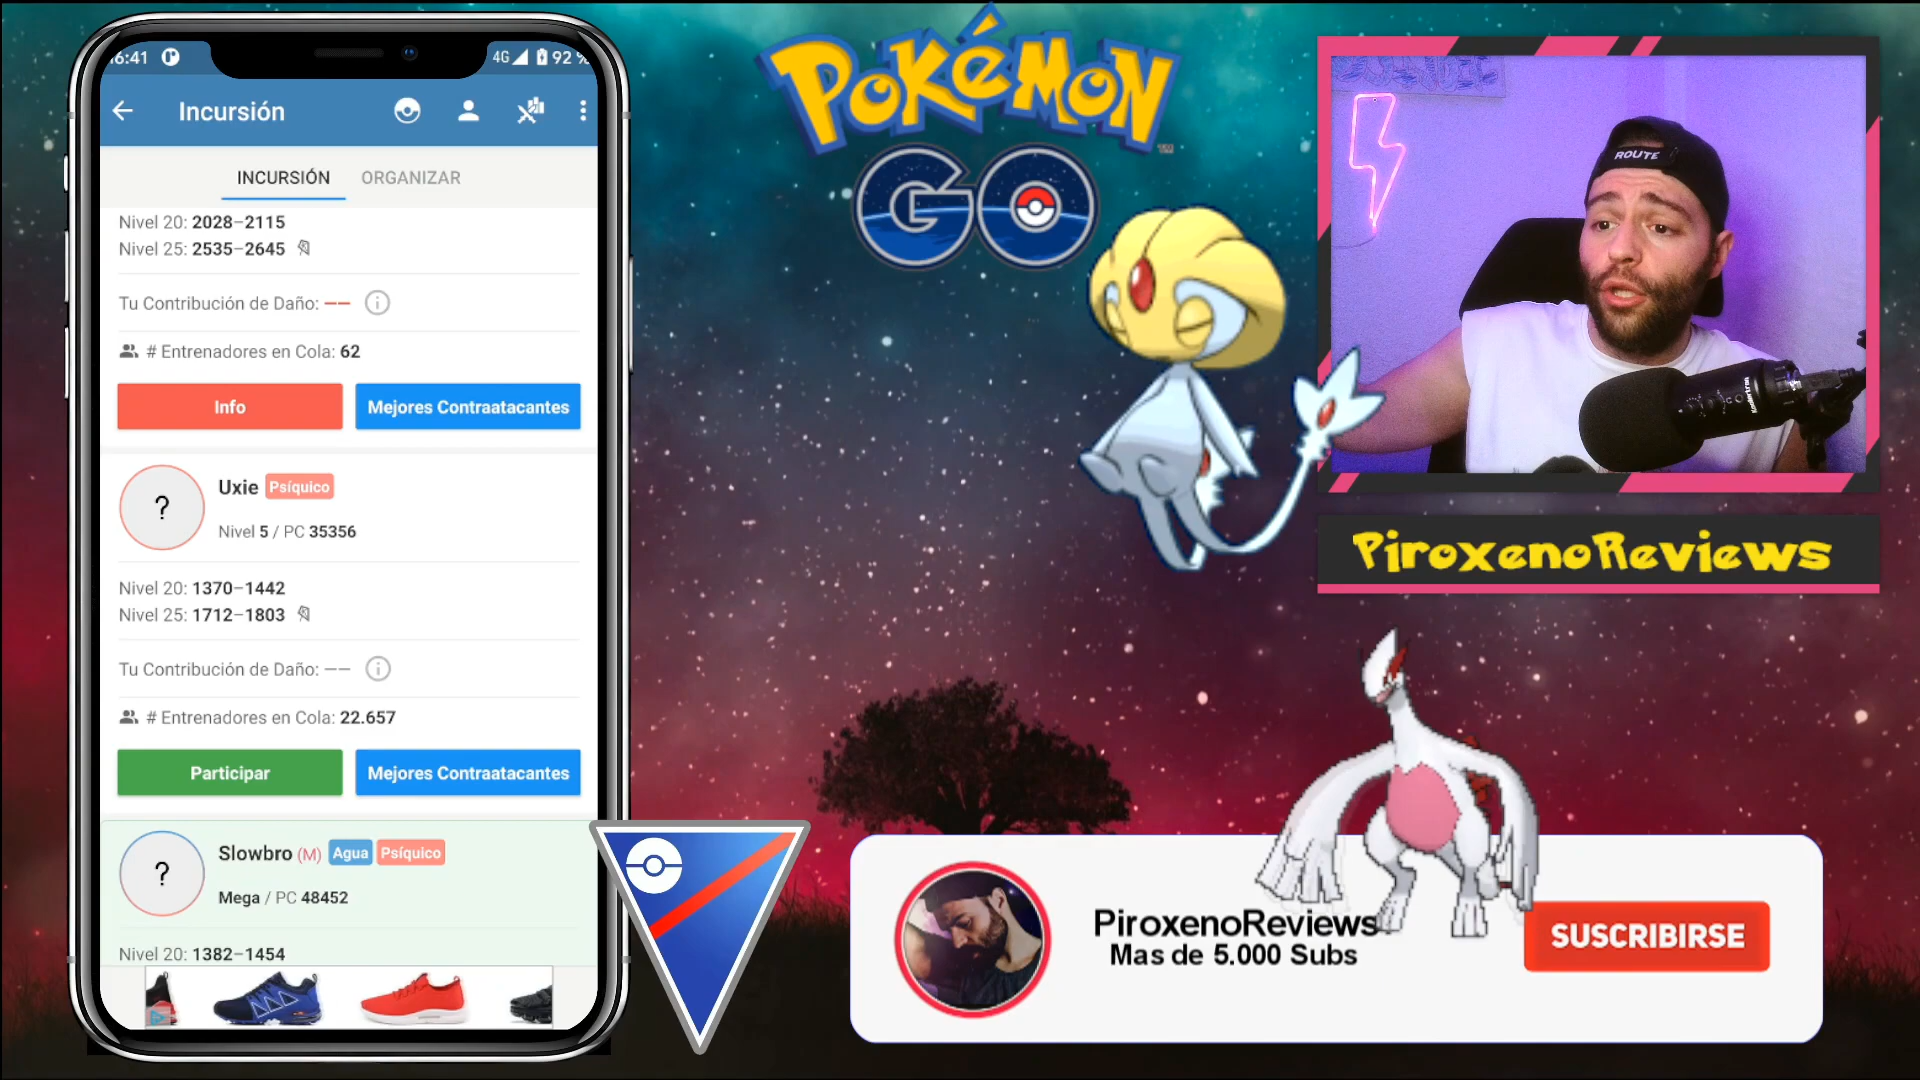 6:41
4G
92 %
Incursión
INCURSIÓN
ORGANIZAR
Nivel 20: 2028–2115
Nivel 25: 2535–2645
Tu Contribución de Daño: ––
# Entrenadores en Cola: 62
Info
Mejores Contraatacantes
?
Uxie Psíquico
Nivel 5 / PC 35356
Nivel 20: 1370–1442
Nivel 25: 1712–1803
Tu Contribución de Daño: ––
# Entrenadores en Cola: 22.657
Participar
Mejores Contraatacantes
?
Slowbro (M) Agua Psíquico
Mega / PC 48452
Nivel 20: 1382–1454
POKÉMON
™
GO
ROUTE
PiroxenoReviews
PiroxenoReviews
Mas de 5.000 Subs
SUSCRIBIRSE